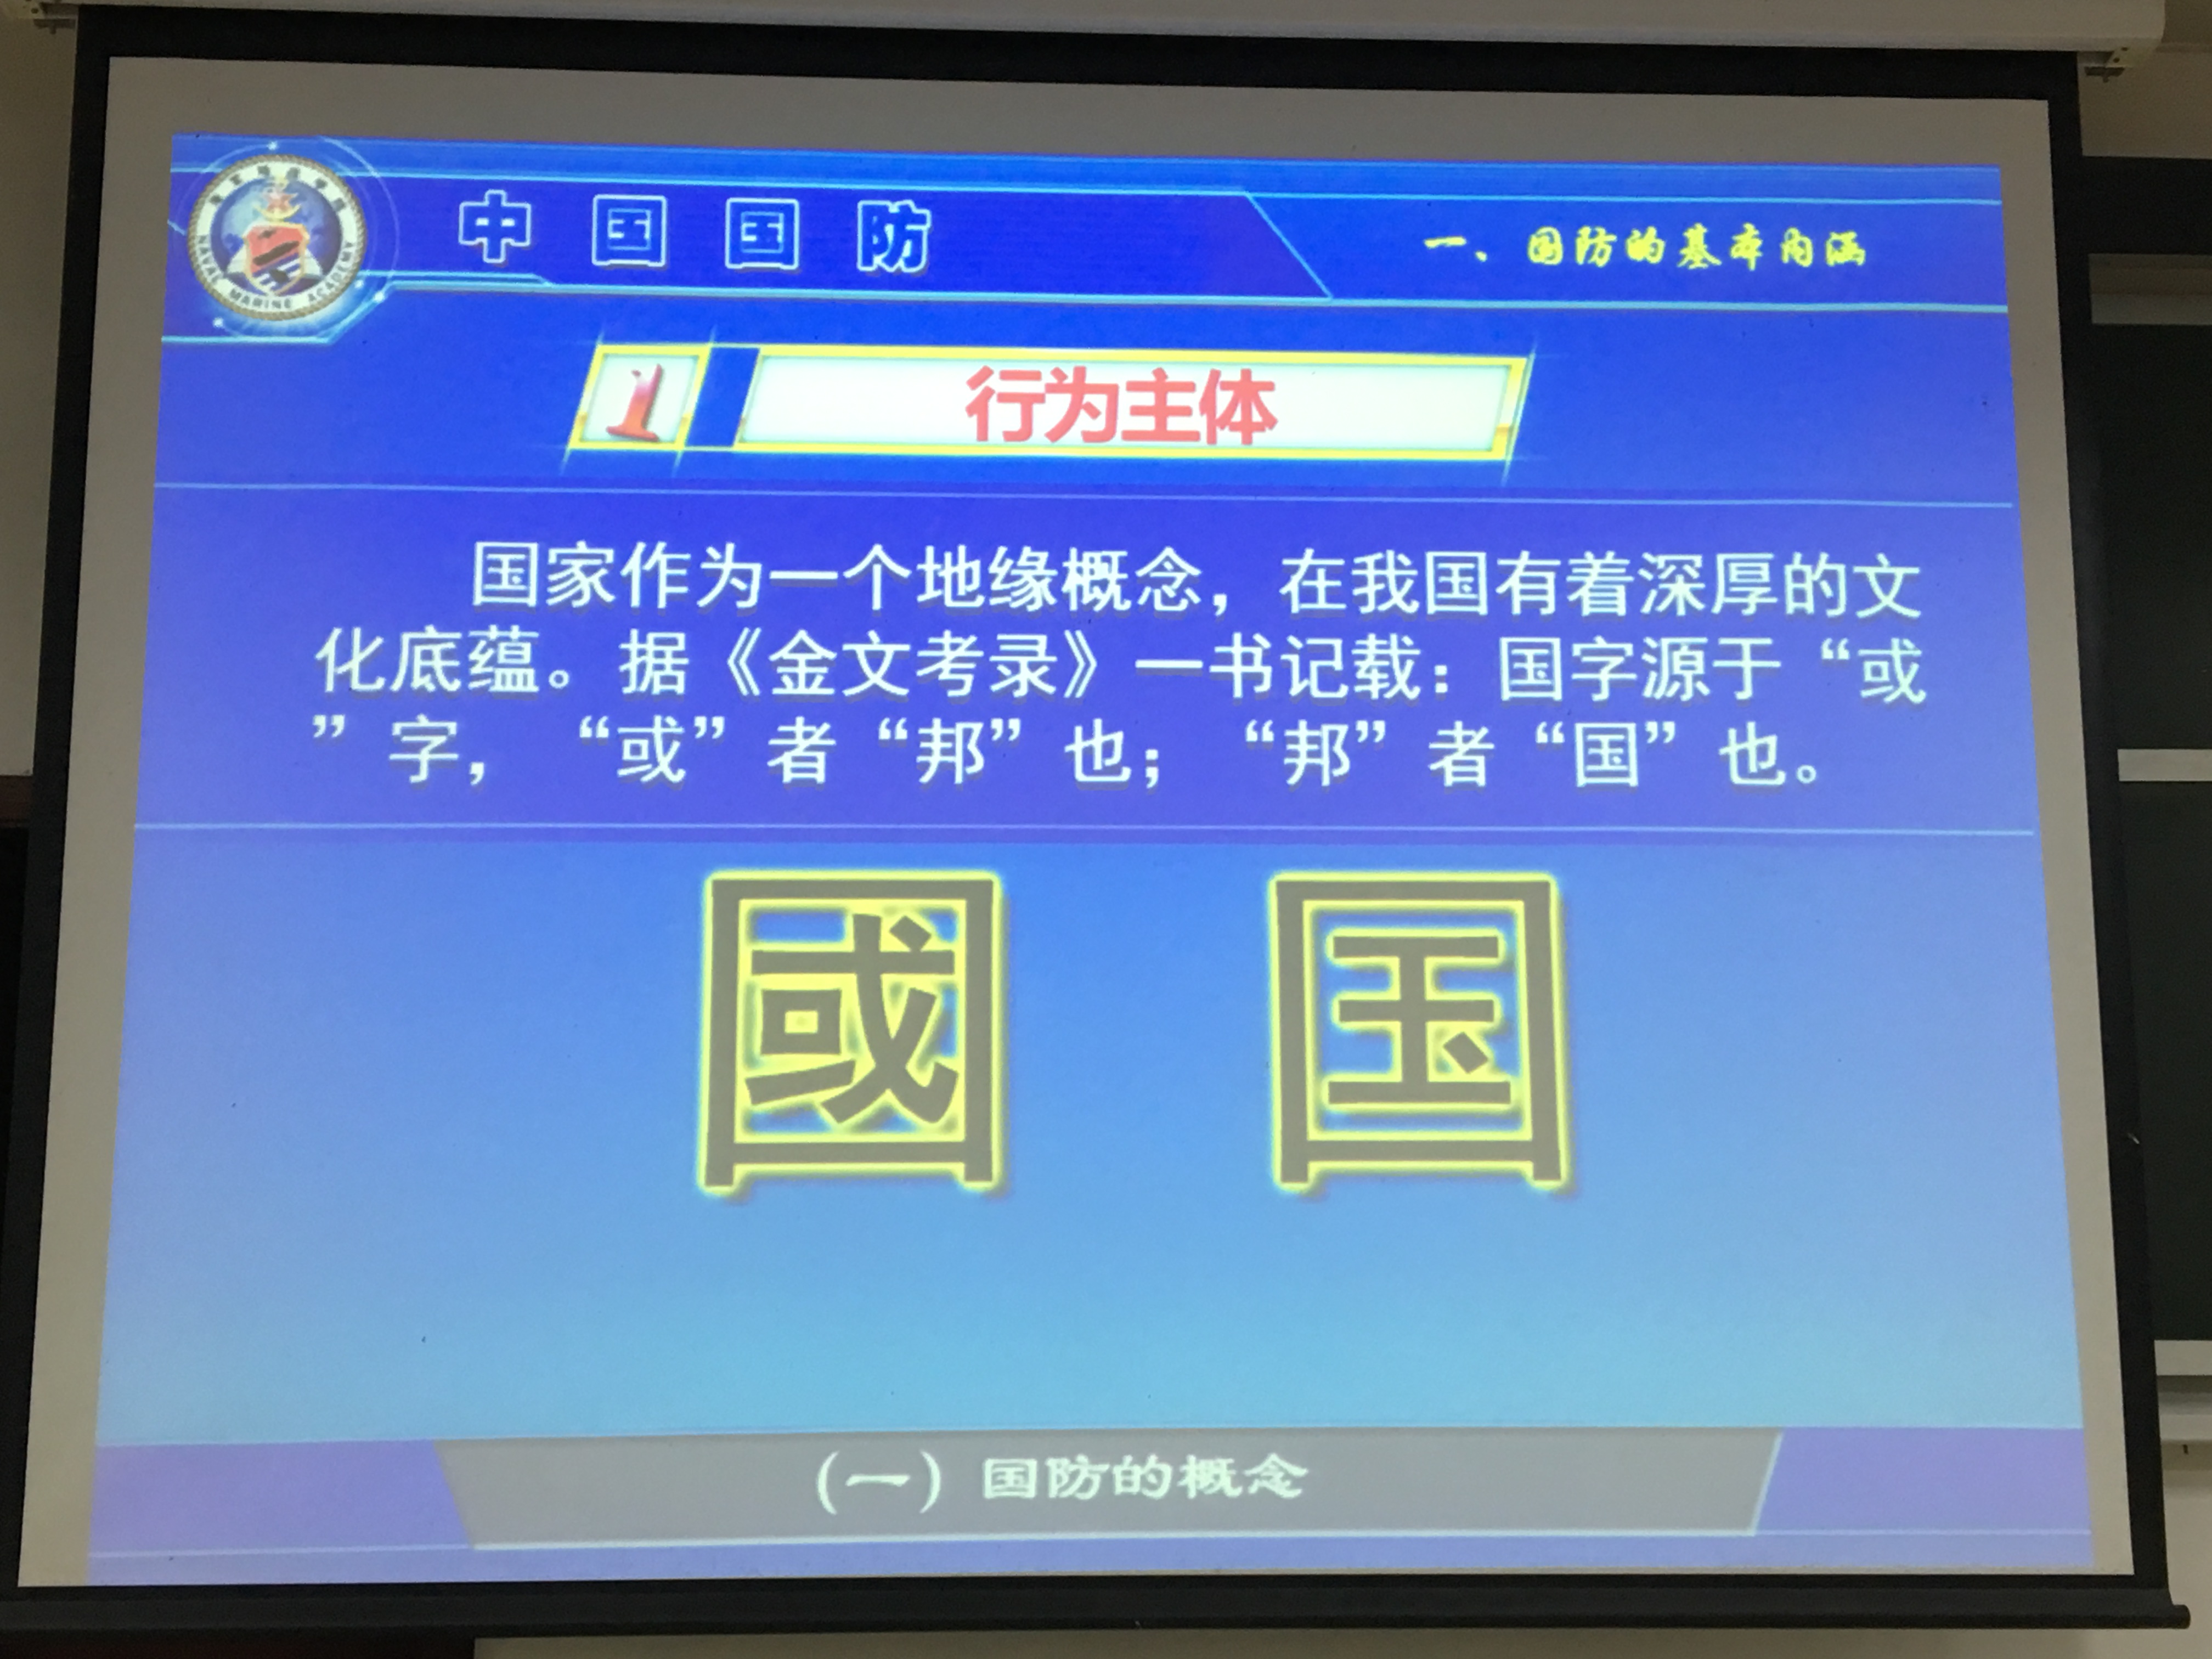 中国国防
一、国防的基本内涵
NAVAL MARINE ACADEMY
1 行为主体
国家作为一个地缘概念，在我国有着深厚的文
化底蕴。据《金文考录》一书记载：国字源于“或
”字，“或”者“邦”也；“邦”者“国”也。
國 国
（一）国防的概念